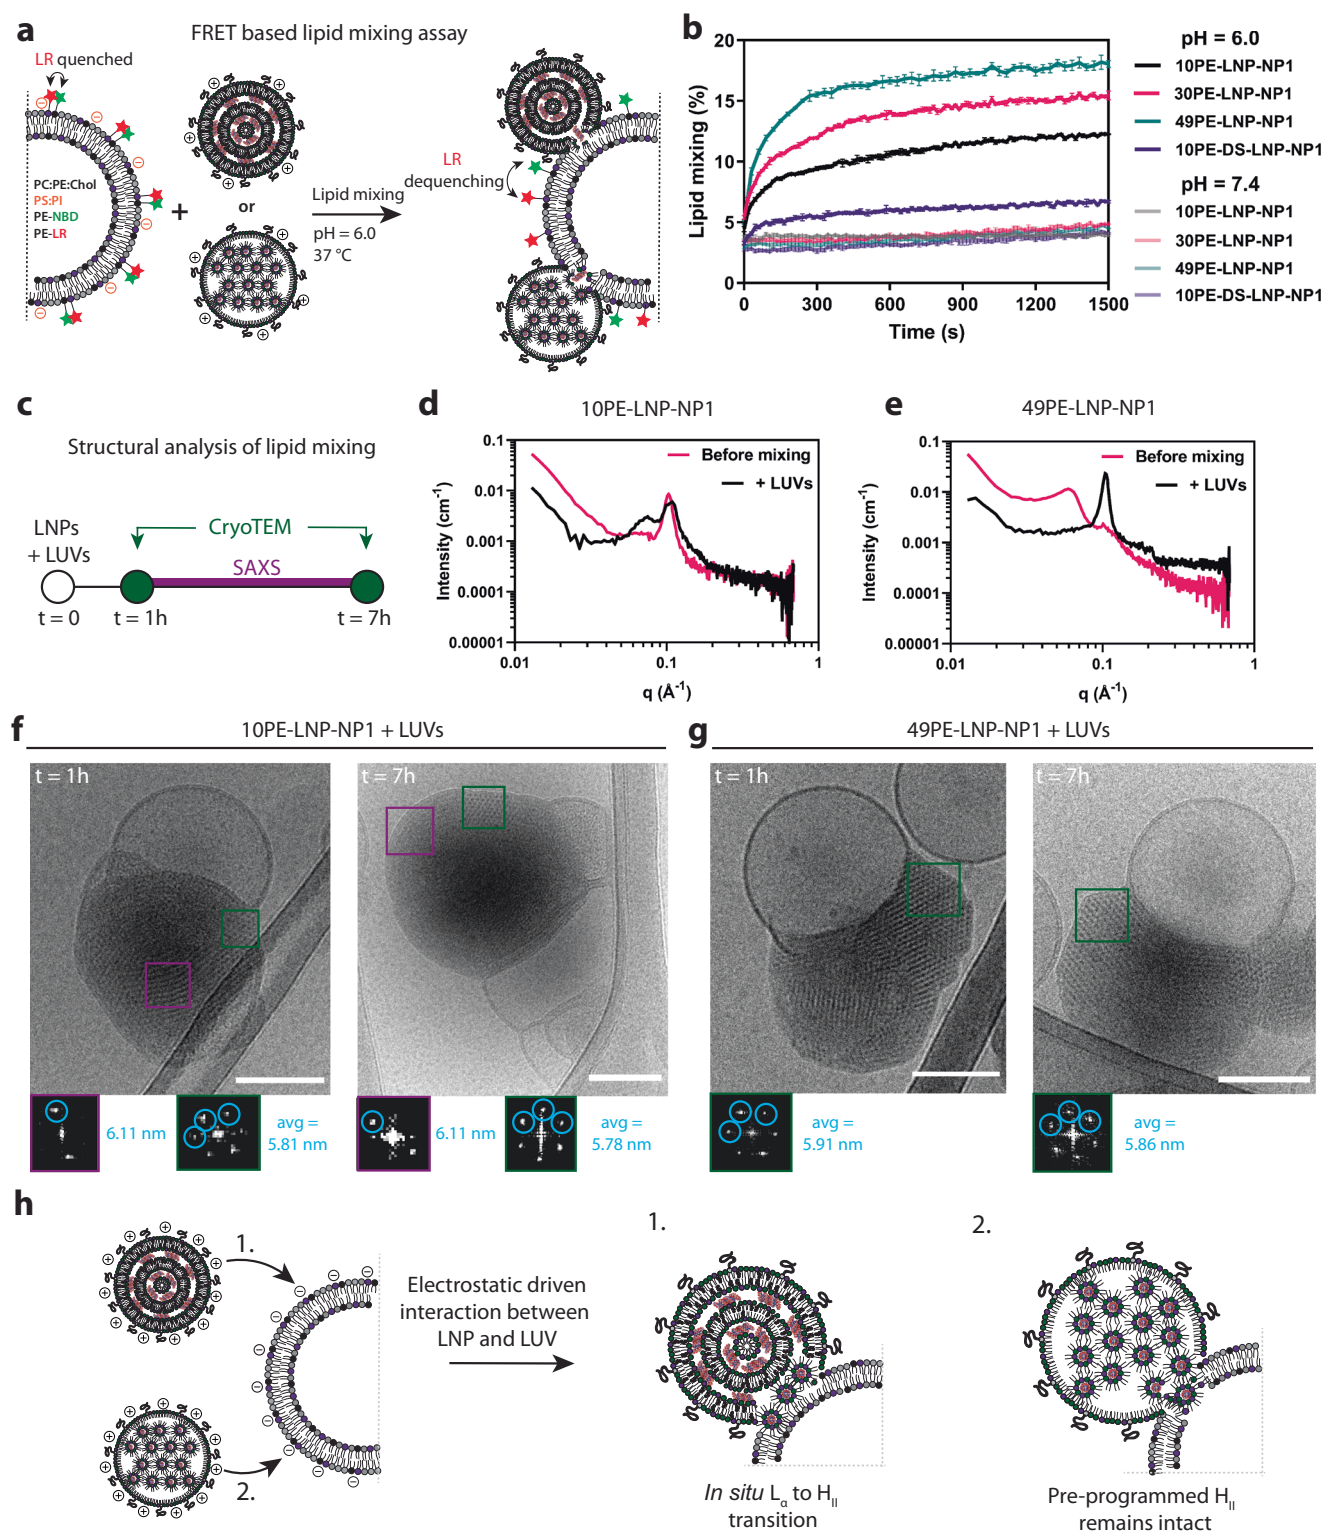 a
FRET based lipid mixing assay
LR quenched
PC:PE:Chol
PS:PI
PE-NBD
PE-LR
+
or
Lipid mixing
pH = 6.0
37 °C
LR
dequenching
b
Lipid mixing (%)
20
15
10
5
0
0 300 600 900 1200 1500
Time (s)
pH = 6.0
10PE-LNP-NP1
30PE-LNP-NP1
49PE-LNP-NP1
10PE-DS-LNP-NP1
pH = 7.4
10PE-LNP-NP1
30PE-LNP-NP1
49PE-LNP-NP1
10PE-DS-LNP-NP1
c
Structural analysis of lipid mixing
LNPs
+ LUVs
CryoTEM
SAXS
t = 0 t = 1h t = 7h
d
10PE-LNP-NP1
Before mixing
+ LUVs
Intensity (cm⁻¹)
0.1
0.01
0.001
0.0001
0.00001
0.01 0.1 1
q (Å⁻¹)
e
49PE-LNP-NP1
Before mixing
+ LUVs
Intensity (cm⁻¹)
0.1
0.01
0.001
0.0001
0.00001
0.01 0.1 1
q (Å⁻¹)
f
10PE-LNP-NP1 + LUVs
t = 1h
t = 7h
6.11 nm
avg =
5.81 nm
6.11 nm
avg =
5.78 nm
g
49PE-LNP-NP1 + LUVs
t = 1h
t = 7h
avg =
5.91 nm
avg =
5.86 nm
h
1.
2.
Electrostatic driven
interaction between
LNP and LUV
1.
In situ Lα to HII
transition
2.
Pre-programmed HII
remains intact